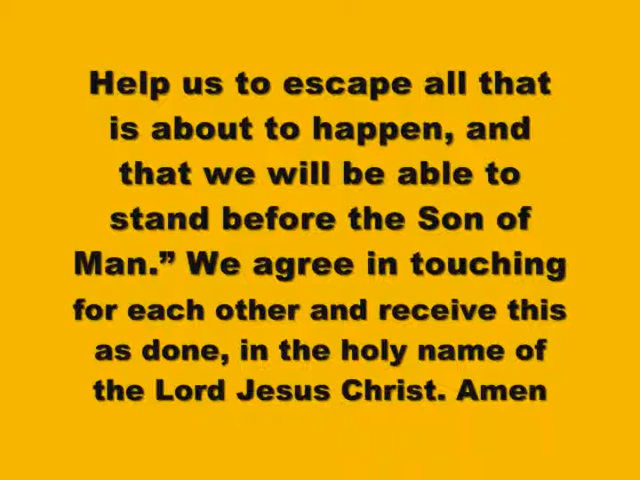 Help us to escape all that
is about to happen, and
that we will be able to
stand before the Son of
Man.” We agree in touching
for each other and receive this
as done, in the holy name of
the Lord Jesus Christ. Amen